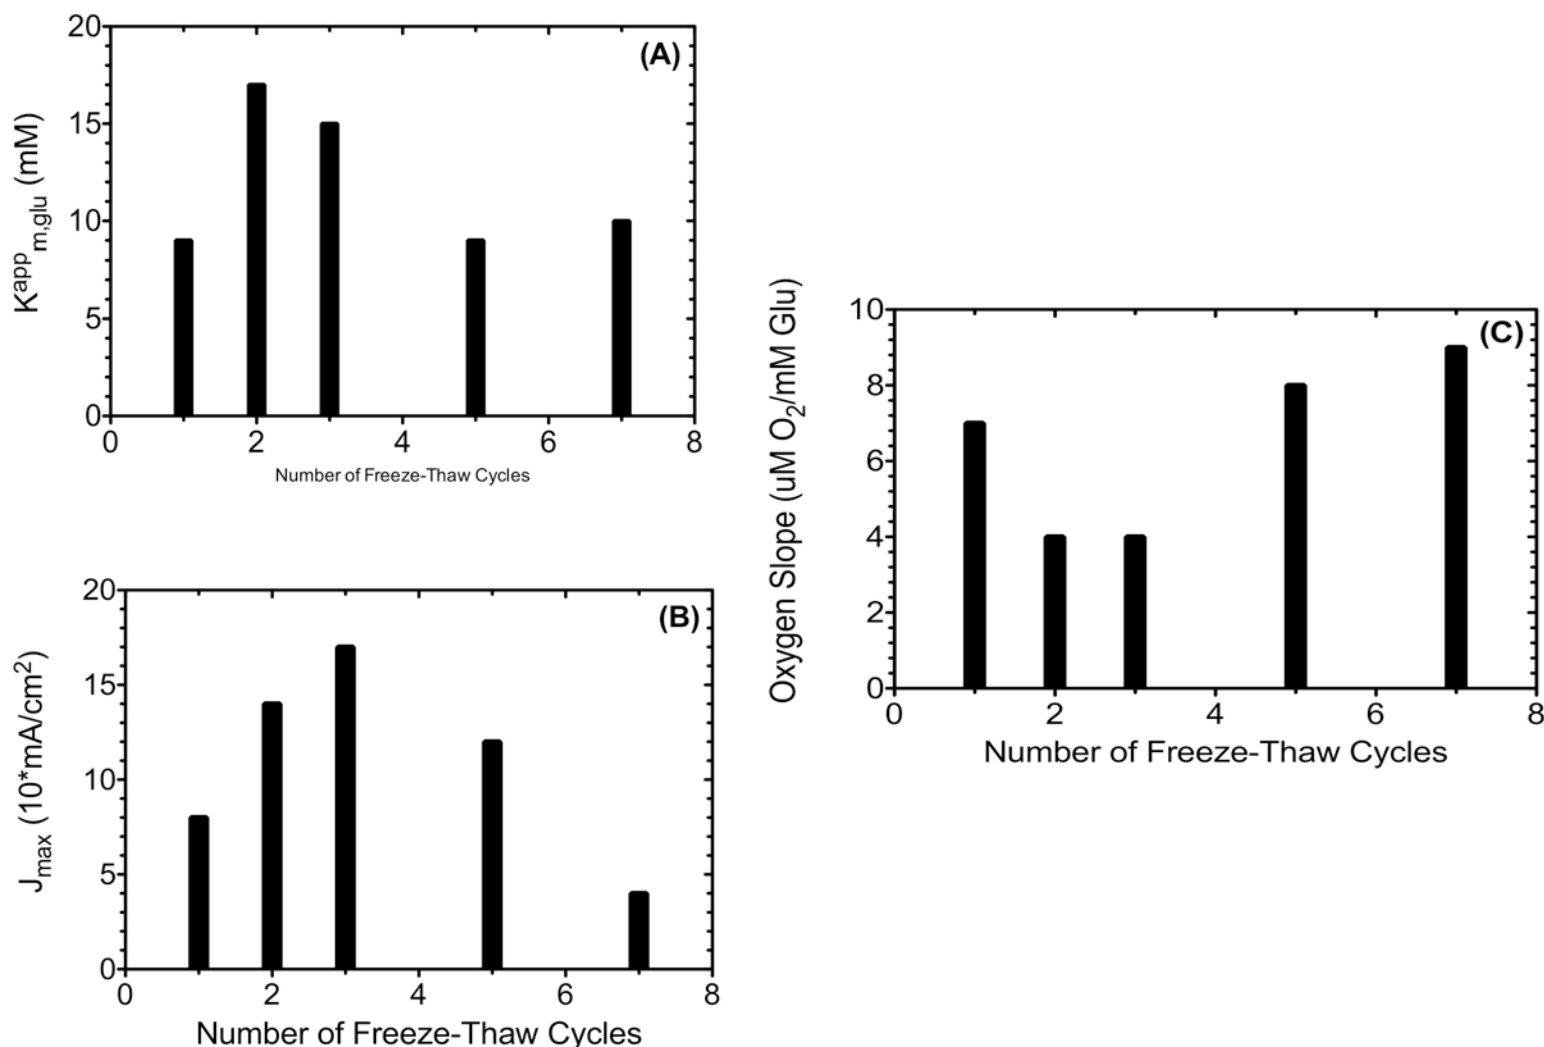 20
15
10
5
0
0 2 4 6 8
K^app_m,glu (mM)
(A)
Number of Freeze-Thaw Cycles
20
15
10
5
0
0 2 4 6 8
J_max (10*mA/cm²)
(B)
Number of Freeze-Thaw Cycles
10
8
6
4
2
0
0 2 4 6 8
Oxygen Slope (uM O₂/mM Glu)
(C)
Number of Freeze-Thaw Cycles